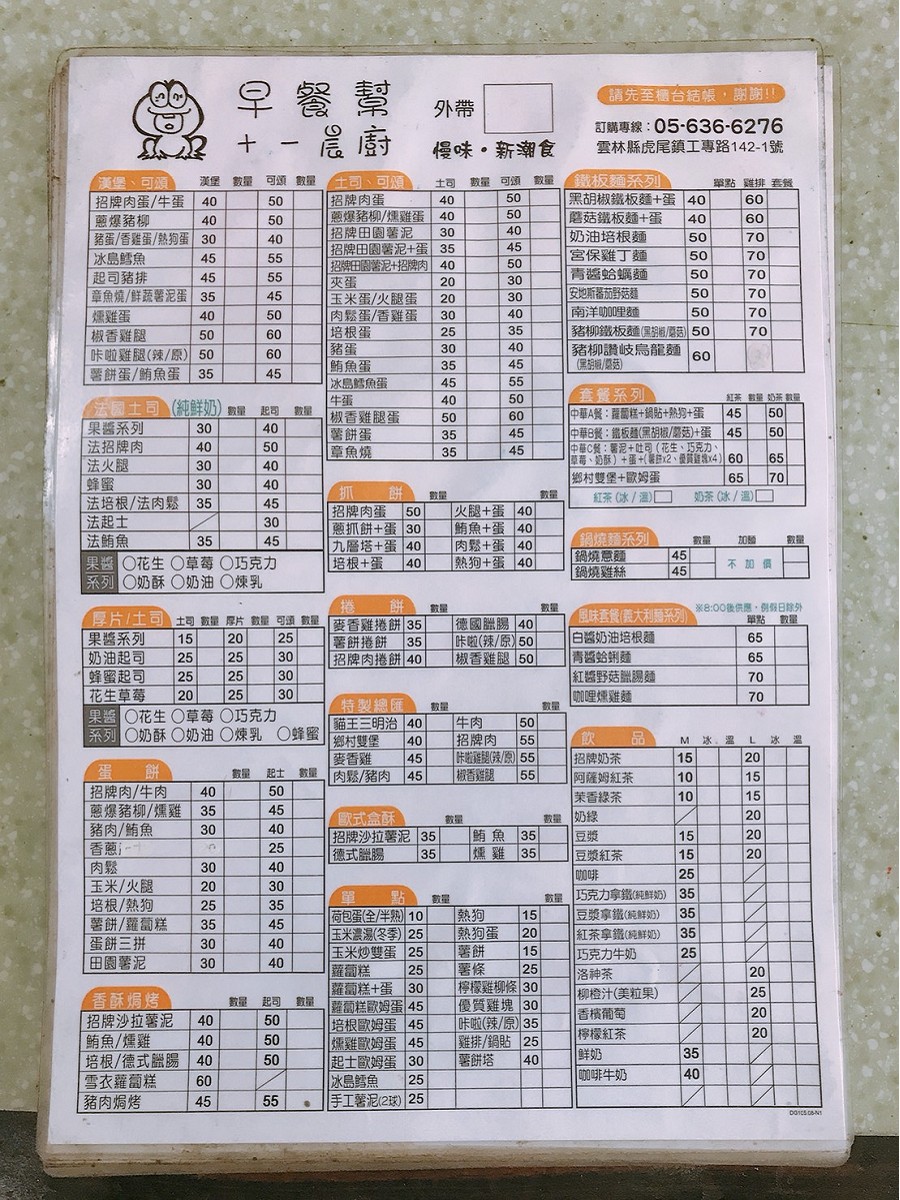 早餐幫
十一晨廚
外帶
慢味・新潮食
請先至櫃台結帳，謝謝!!
訂購專線：05-636-6276
雲林縣虎尾鎮工專路142-1號
漢堡、可頌 漢堡 數量 可頌 數量
招牌肉蛋/牛蛋 40 50
蔥爆豬柳 40 50
豬蛋/香雞蛋/熱狗蛋 30 40
冰島鱈魚 45 55
起司豬排 45 55
章魚燒/鮮蔬薯泥蛋 35 45
燻雞蛋 40 50
椒香雞腿 50 60
咔啦雞腿(辣/原) 50 60
薯餅蛋/鮪魚蛋 35 45
法國土司 (純鮮奶) 數量 起司 數量
果醬系列 30 40
法招牌肉 40 50
法火腿 30 40
蜂蜜 30 40
法培根/法肉鬆 35 45
法起士 30
法鮪魚 35 45
果醬系列 ○花生 ○草莓 ○巧克力
○奶酥 ○奶油 ○煉乳
厚片/土司 土司 數量 厚片 數量 可頌 數量
果醬系列 15 20 25
奶油起司 25 25 30
蜂蜜起司 25 25 30
花生草莓 20 25 30
果醬系列 ○花生 ○草莓 ○巧克力
○奶酥 ○奶油 ○煉乳 ○蜂蜜
蛋餅 數量 起士 數量
招牌肉/牛肉 40 50
蔥爆豬柳/燻雞 35 45
豬肉/鮪魚 30 40
香蔥 25
肉鬆 30 40
玉米/火腿 20 30
培根/熱狗 25 35
薯餅/蘿蔔糕 35 45
蛋餅三拼 30 40
田園薯泥 30 40
香酥焗烤 數量 起司 數量
招牌沙拉薯泥 40 50
鮪魚/燻雞 40 50
培根/德式臘腸 40 50
雪衣蘿蔔糕 60
豬肉焗烤 45 55
土司、可頌 土司 數量 可頌 數量
招牌肉蛋 40 50
蔥爆豬柳/燻雞蛋 40 50
招牌田園薯泥 30 40
招牌田園薯泥+蛋 35 45
招牌田園薯泥+招牌肉 40 50
夾蛋 20 30
玉米蛋/火腿蛋 20 30
肉鬆蛋/香雞蛋 30 40
培根蛋 25 35
豬蛋 30 40
鮪魚蛋 35 45
冰島鱈魚蛋 45 55
牛蛋 40 50
椒香雞腿蛋 50 60
薯餅蛋 35 45
章魚燒 35 45
抓餅 數量 數量
招牌肉蛋 50 火腿+蛋 40
蔥抓餅+蛋 30 鮪魚+蛋 40
九層塔+蛋 40 肉鬆+蛋 40
培根+蛋 40 熱狗+蛋 40
捲餅 數量 數量
麥香雞捲餅 35 德國臘腸 40
薯餅捲餅 35 咔啦(辣/原) 50
招牌肉捲餅 40 椒香雞腿 50
特製總匯 數量 數量
貓王三明治 40 牛肉 50
鄉村雙堡 40 招牌肉 55
麥香雞 45 咔啦雞腿(辣/原) 55
肉鬆/豬肉 45 椒香雞腿 55
歐式盒酥 數量 數量
招牌沙拉薯泥 35 鮪魚 35
德式臘腸 35 燻雞 35
單點 數量 數量
荷包蛋(全/半熟) 10 熱狗 15
玉米濃湯(冬季) 25 熱狗蛋 20
玉米炒雙蛋 25 薯餅 15
蘿蔔糕 25 薯條 25
蘿蔔糕+蛋 30 檸檬雞柳條 30
蘿蔔糕歐姆蛋 45 優質雞塊 30
培根歐姆蛋 45 咔啦(辣/原) 35
燻雞歐姆蛋 45 雞排/鍋貼 25
起士歐姆蛋 30 薯餅塔 40
冰島鱈魚 25
手工薯泥(2球) 25
鐵板麵系列 單點 雞排 套餐
黑胡椒鐵板麵+蛋 40 60
蘑菇鐵板麵+蛋 40 60
奶油培根麵 50 70
宮保雞丁麵 50 70
青醬蛤蠣麵 50 70
安地斯蕃茄野菇麵 50 70
南洋咖哩麵 50 70
豬柳鐵板麵(黑胡椒/蘑菇) 50 70
豬柳讚岐烏龍麵 60
(黑胡椒/蘑菇)
套餐系列 紅茶 數量 奶茶 數量
中華A餐：蘿蔔糕+鍋貼+熱狗+蛋 45 50
中華B餐：鐵板麵(黑胡椒/蘑菇)+蛋 45 50
中華C餐：薯泥+吐司(花生、巧克力、
草莓、奶酥)+蛋+(薯餅x2、優質雞塊x4) 60 65
鄉村雙堡+歐姆蛋 65 70
紅茶(冰/溫) 奶茶(冰/溫)
鍋燒麵系列 數量 加麵 數量
鍋燒意麵 45 不加價
鍋燒雞絲 45
※8:00後供應，例假日除外
風味套餐(義大利麵系列) 單點 數量
白醬奶油培根麵 65
青醬蛤蜊麵 65
紅醬野菇臘腸麵 70
咖哩燻雞麵 70
飲品 M 冰 溫 L 冰 溫
招牌奶茶 15 20
阿薩姆紅茶 10 15
茉香綠茶 10 15
奶綠 20
豆漿 15 20
豆漿紅茶 15 20
咖啡 25
巧克力拿鐵(純鮮奶) 35
豆漿拿鐵(純鮮奶) 35
紅茶拿鐵(純鮮奶) 35
巧克力牛奶 25
洛神茶 20
柳橙汁(美粒果) 25
香檳葡萄 20
檸檬紅茶 20
鮮奶 35
咖啡牛奶 40
DG105.08-N1